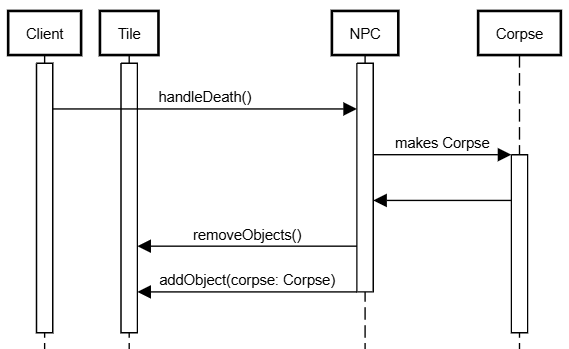 Client
Tile
NPC
Corpse
handleDeath()
makes Corpse
removeObjects()
addObject(corpse: Corpse)